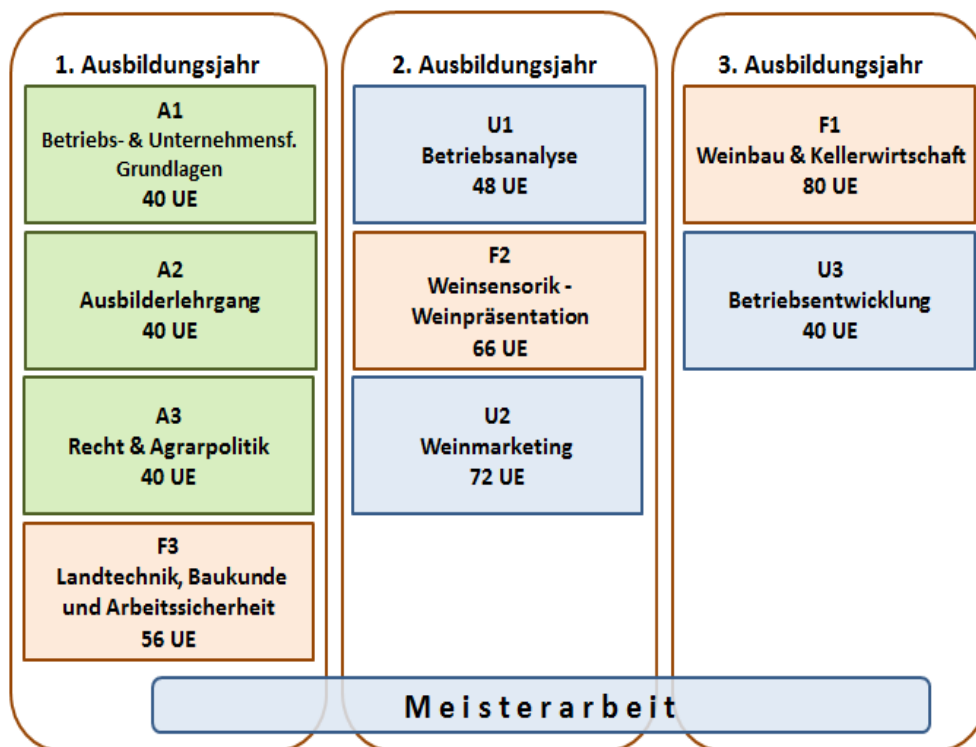 1. Ausbildungsjahr
A1
Betriebs- & Unternehmensf.
Grundlagen
40 UE
A2
Ausbilderlehrgang
40 UE
A3
Recht & Agrarpolitik
40 UE
F3
Landtechnik, Baukunde
und Arbeitssicherheit
56 UE
2. Ausbildungsjahr
U1
Betriebsanalyse
48 UE
F2
Weinsensorik -
Weinpräsentation
66 UE
U2
Weinmarketing
72 UE
3. Ausbildungsjahr
F1
Weinbau & Kellerwirtschaft
80 UE
U3
Betriebsentwicklung
40 UE
Meisterarbeit